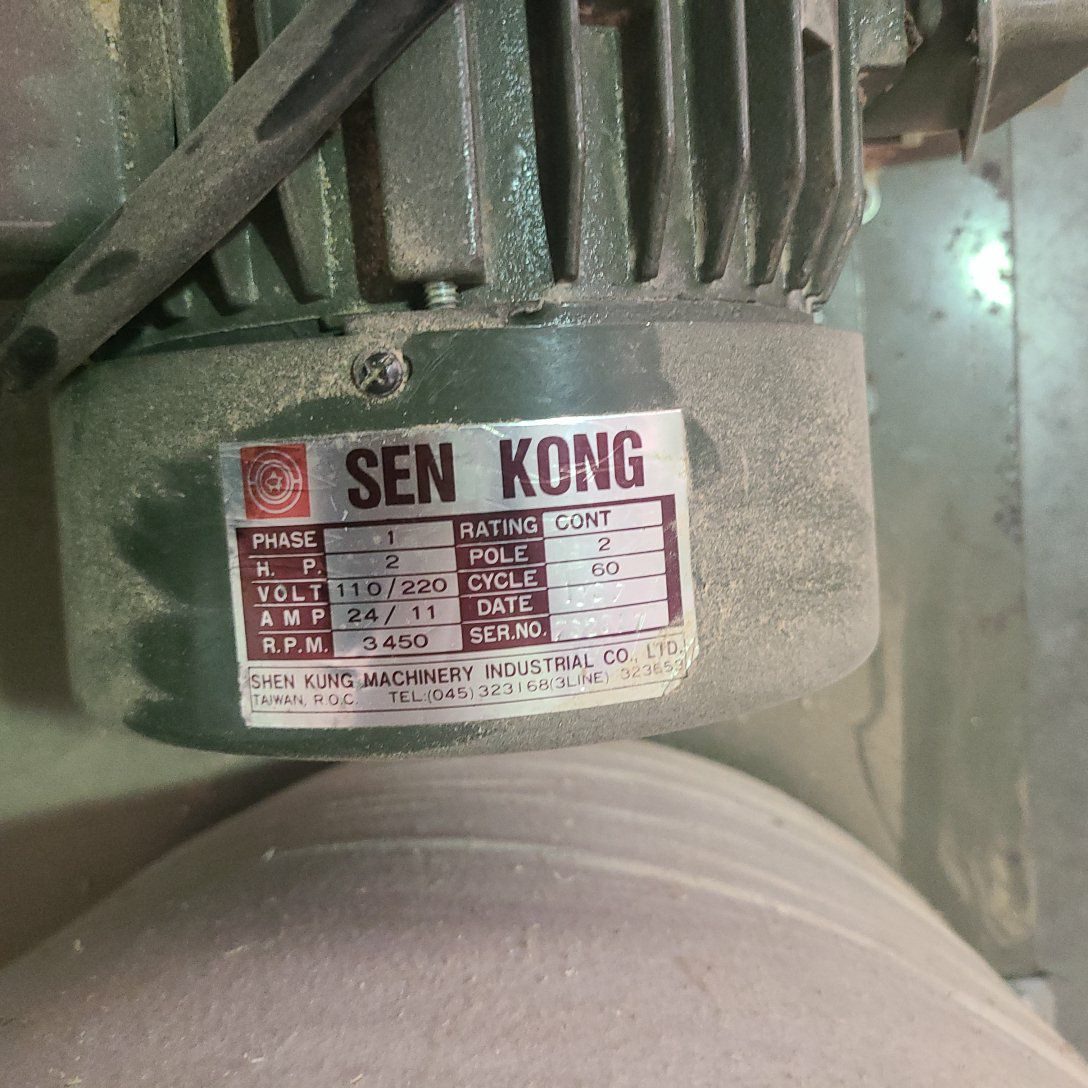 SEN KONG
PHASE 1 RATING CONT
H. P. 2 POLE 2
VOLT 110/220 CYCLE 60
AMP 24/ 11 DATE
R.P.M. 3450 SER.NO.
SHEN KUNG MACHINERY INDUSTRIAL CO., LTD.
TAIWAN, R.O.C. TEL:(045) 323168(3LINE) 323653